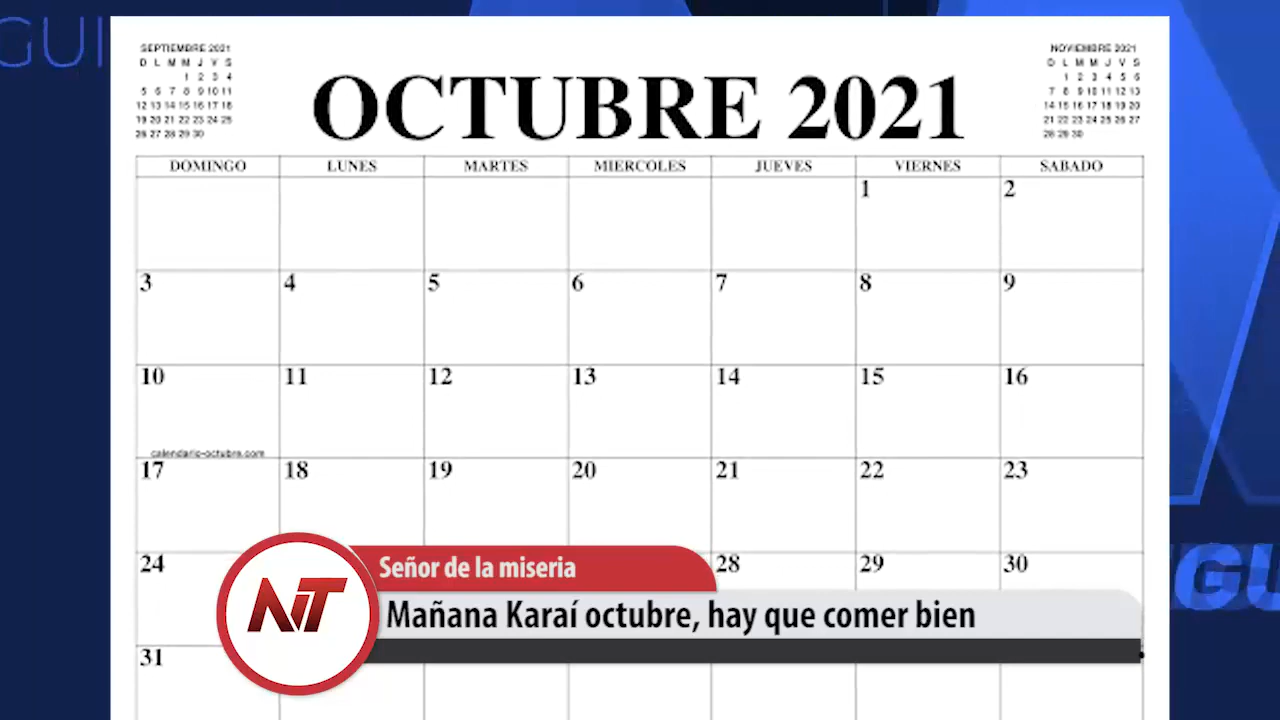 GUI
SEPTIEMBRE 2021
D L M M J V S
1 2 3 4
5 6 7 8 9 10 11
12 13 14 15 16 17 18
19 20 21 22 23 24 25
26 27 28 29 30
OCTUBRE 2021
NOVIEMBRE 2021
D L M M J V S
1 2 3 4 5 6
7 8 9 10 11 12 13
14 15 16 17 18 19 20
21 22 23 24 25 26 27
28 29 30
DOMINGO LUNES MARTES MIERCOLES JUEVES VIERNES SABADO
1 2
3 4 5 6 7 8 9
10 11 12 13 14 15 16
calendario-octubre.com
17 18 19 20 21 22 23
24 28 29 30
31
Señor de la miseria
NT
Mañana Karaí octubre, hay que comer bien
GU